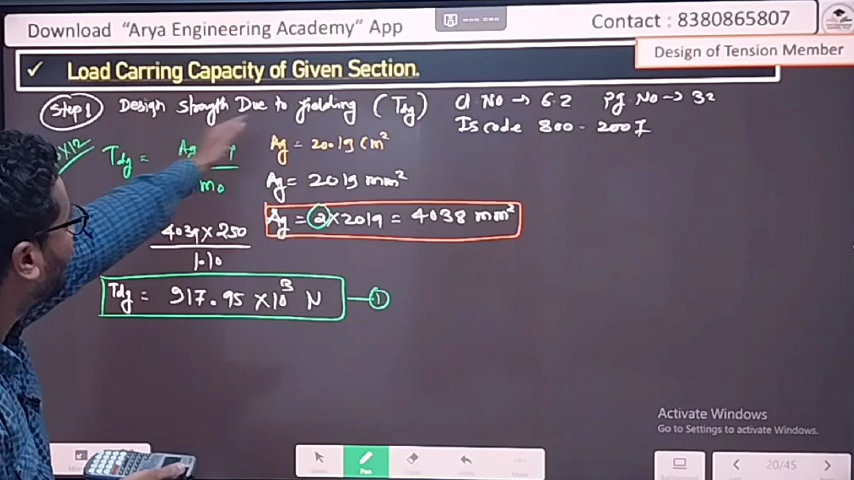 Download “Arya Engineering Academy” App
Contact : 8380865807
Design of Tension Member
✓ Load Carring Capacity of Given Section.
Step 1 Design Strength Due to yielding (Tdg) Cl No → 6.2 Pg No → 32
Is code 800 - 2007
Tdg = Ag
m0
Ag = 20.19 cm²
Ag = 2019 mm²
Ag = 2 × 2019 = 4038 mm²
4039 × 250
1.10
Tdg = 917.95 × 10³ N — 1
Activate Windows
Go to Settings to activate Windows.
Pen
20/45